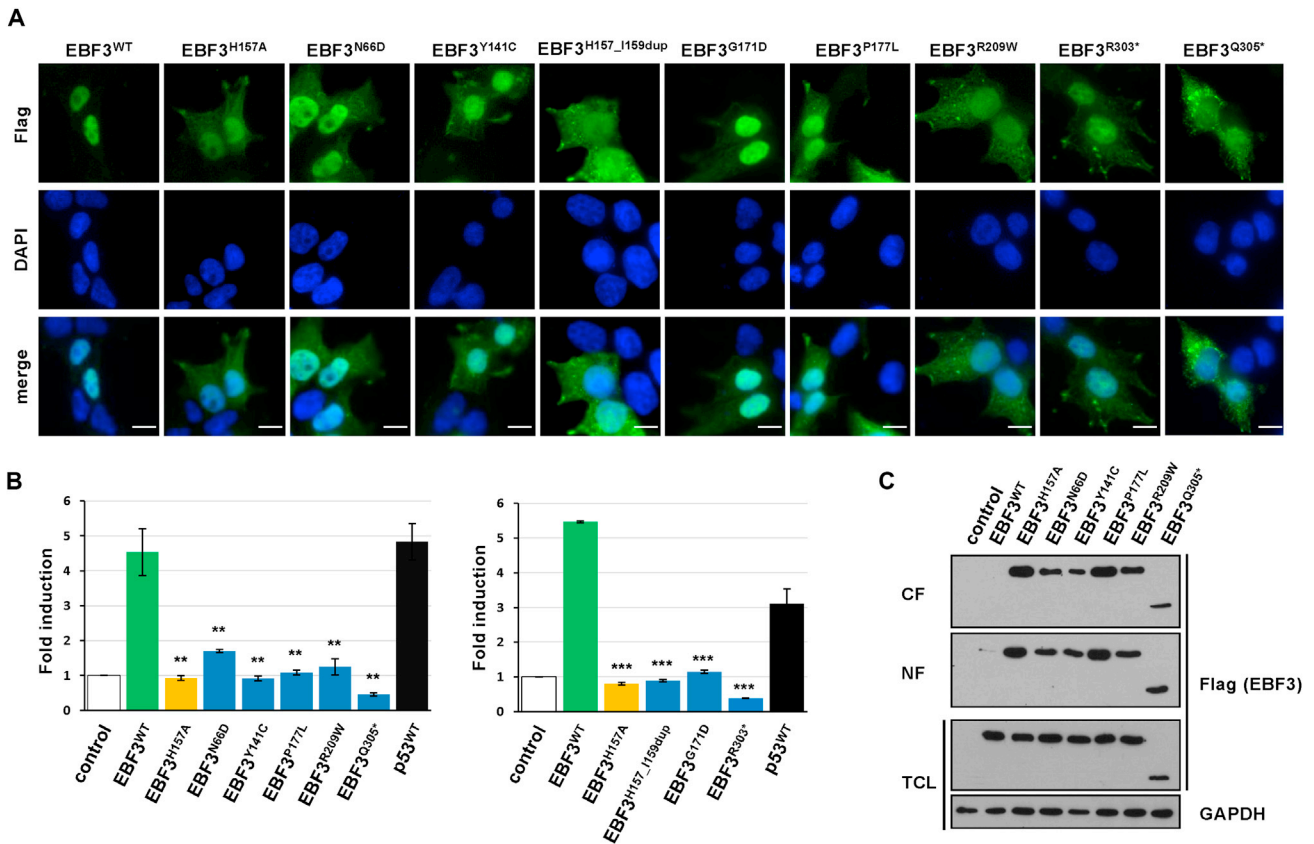 A
EBF3WT EBF3H157A EBF3N66D EBF3Y141C EBF3H157_I159dup EBF3G171D EBF3P177L EBF3R209W EBF3R303* EBF3Q305*
Flag
DAPI
merge
B
Fold induction
6
5
4
3
2
1
0
** ** ** ** ** **
control EBF3WT EBF3H157A EBF3N66D EBF3Y141C EBF3P177L EBF3R209W EBF3Q305* p53WT
Fold induction
6
5
4
3
2
1
0
*** *** *** ***
control EBF3WT EBF3H157A EBF3H157_I159dup EBF3G171D EBF3R303* p53WT
C
control EBF3WT EBF3H157A EBF3N66D EBF3Y141C EBF3P177L EBF3R209W EBF3Q305*
CF
NF
Flag (EBF3)
TCL
GAPDH